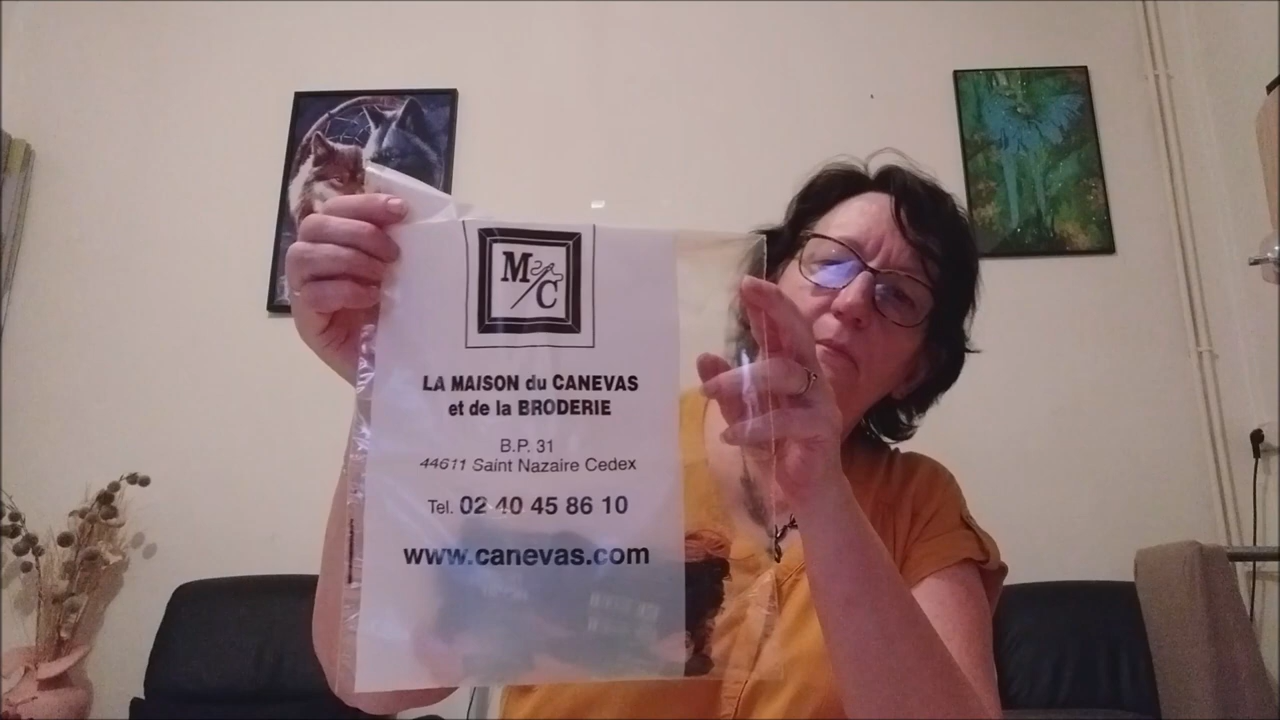 M C
LA MAISON du CANEVAS
et de la BRODERIE
B.P. 31
44611 Saint Nazaire Cedex
Tel. 02 40 45 86 10
www.canevas.com